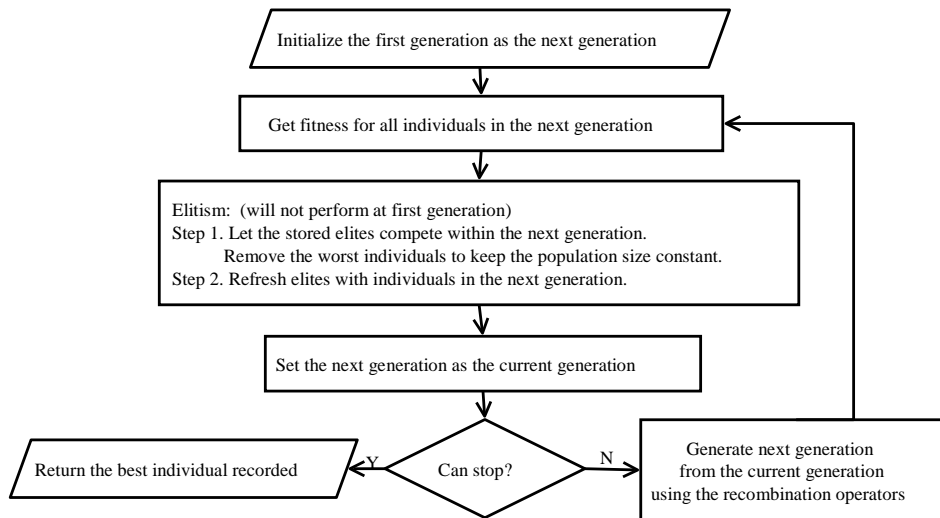 Initialize the first generation as the next generation
Get fitness for all individuals in the next generation
Elitism: (will not perform at first generation)
Step 1. Let the stored elites compete within the next generation.
Remove the worst individuals to keep the population size constant.
Step 2. Refresh elites with individuals in the next generation.
Set the next generation as the current generation
Can stop?
Y
N
Return the best individual recorded
Generate next generation
from the current generation
using the recombination operators